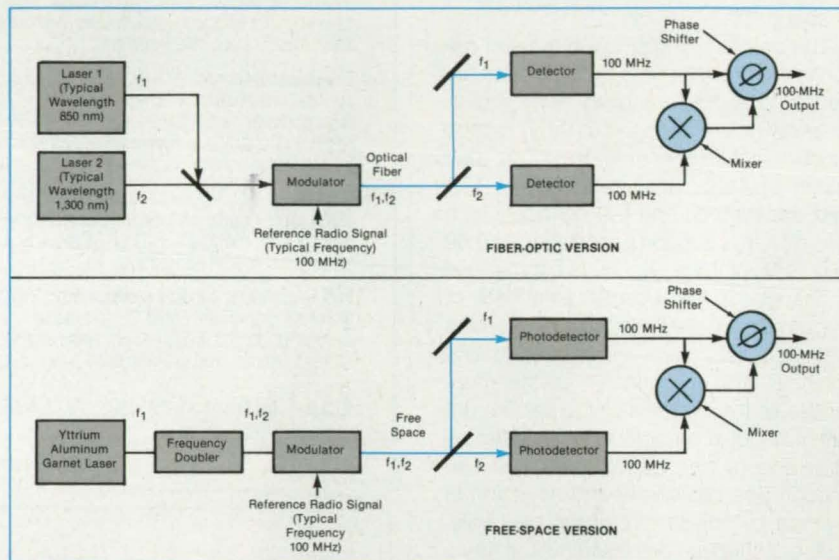 Laser 1
(Typical
Wavelength
850 nm)
f₁
Laser 2
(Typical
Wavelength
1,300 nm)
f₂
Modulator
Reference Radio Signal
(Typical Frequency)
100 MHz)
Optical
Fiber
f₁,f₂
f₁
f₂
Detector
100 MHz
Detector
100 MHz
Phase
Shifter
Ø
100-MHz
Output
X
Mixer
FIBER-OPTIC VERSION
Yttrium
Aluminum
Garnet Laser
f₁
Frequency
Doubler
f₁,f₂
Modulator
Reference Radio Signal
(Typical
Frequency
100 MHz)
Free
Space
f₁,f₂
f₁
f₂
Photodetector
100 MHz
Photodetector
100 MHz
Phase
Shifter
Ø
100-MHz
Output
X
Mixer
FREE-SPACE VERSION